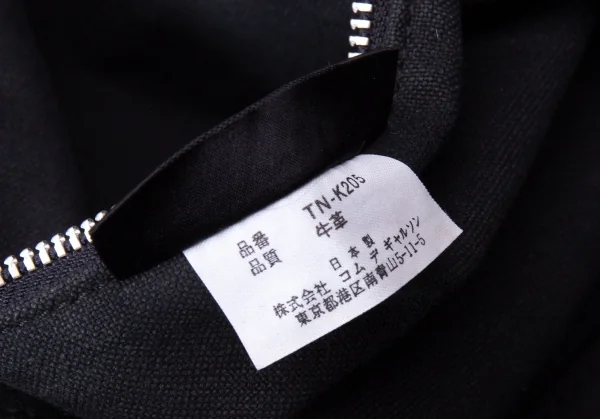 品番 TN-K205
品質 牛革
日本製
株式会社 コム デ ギャルソン
東京都港区南青山5-11-5